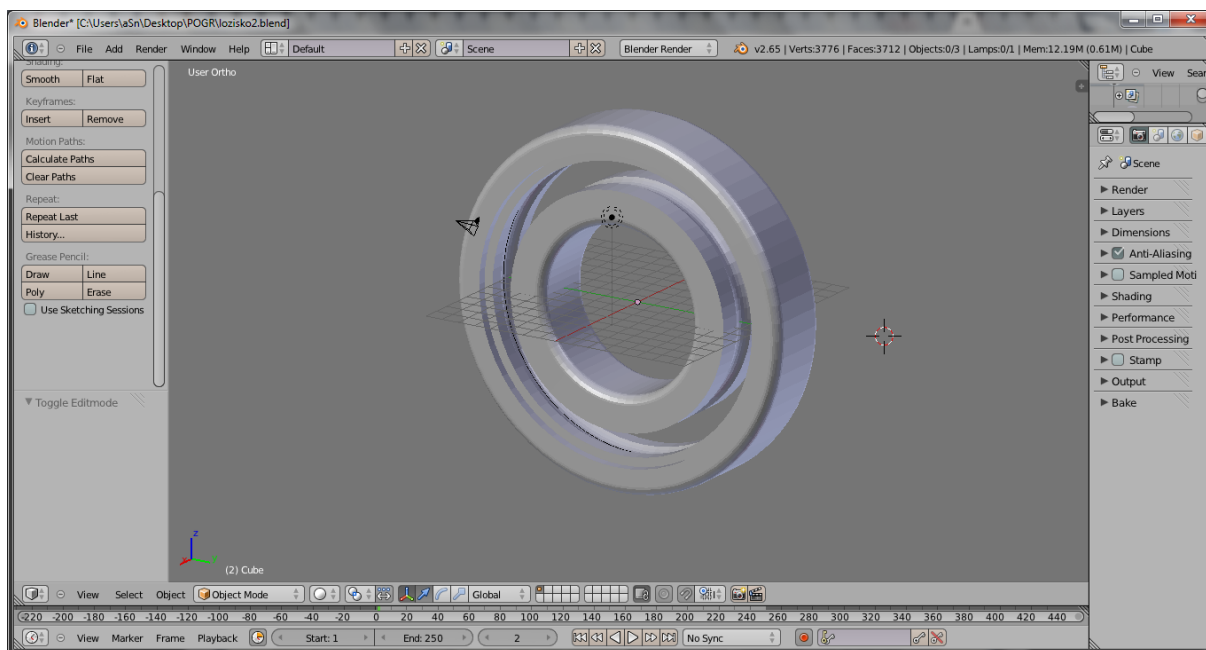 Blender* [C:\Users\aSn\Desktop\POGR\lozisko2.blend]
File Add Render Window Help Default Scene Blender Render v2.65 | Verts:3776 | Faces:3712 | Objects:0/3 | Lamps:0/1 | Mem:12.19M (0.61M) | Cube
Shading:
Smooth Flat
Keyframes:
Insert Remove
Motion Paths:
Calculate Paths
Clear Paths
Repeat:
Repeat Last
History...
Grease Pencil:
Draw Line
Poly Erase
Use Sketching Sessions
Toggle Editmode
User Ortho
z
(2) Cube
View Sear
Scene
Render
Layers
Dimensions
Anti-Aliasing
Sampled Moti
Shading
Performance
Post Processing
Stamp
Output
Bake
View Select Object Object Mode Global
-220 -200 -180 -160 -140 -120 -100 -80 -60 -40 -20 0 20 40 60 80 100 120 140 160 180 200 220 240 260 280 300 320 340 360 380 400 420 440
View Marker Frame Playback Start: 1 End: 250 2 No Sync